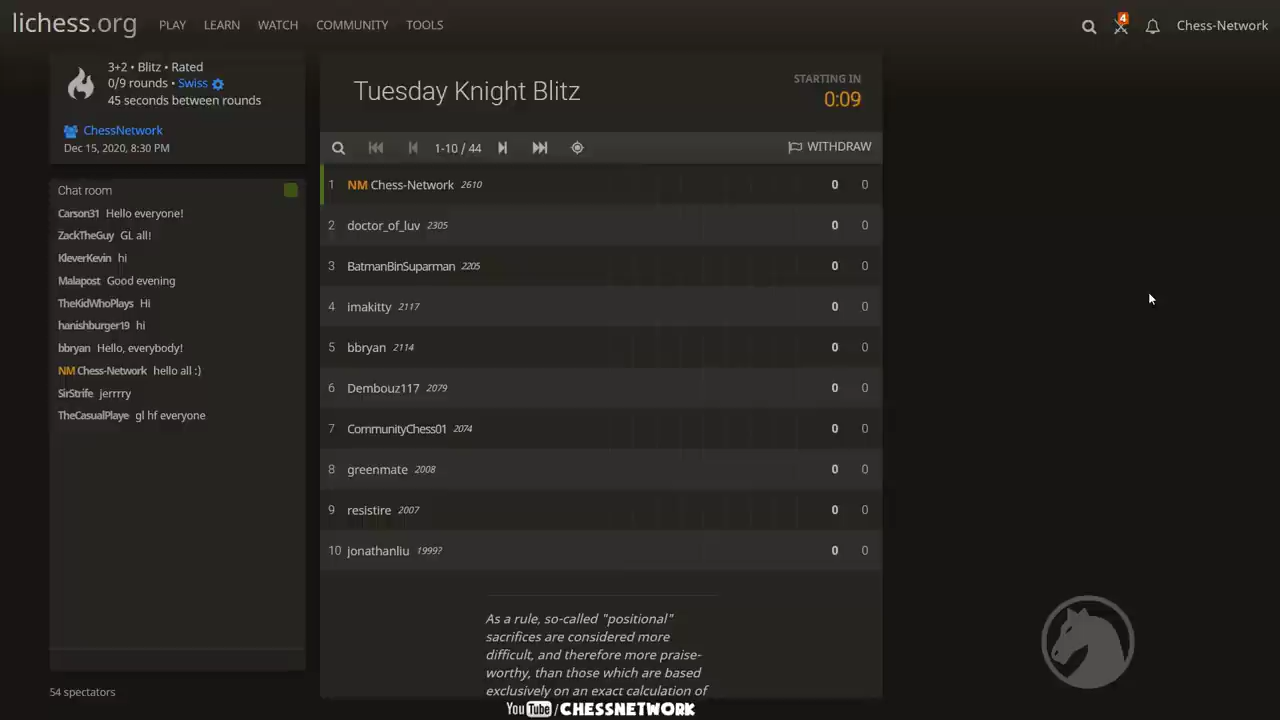 lichess.org PLAY LEARN WATCH COMMUNITY TOOLS 4 Chess-Network
3+2 • Blitz • Rated
0/9 rounds • Swiss
45 seconds between rounds
ChessNetwork
Dec 15, 2020, 8:30 PM
Chat room
Carson31 Hello everyone!
ZackTheGuy GL all!
KleverKevin hi
Malapost Good evening
TheKidWhoPlays Hi
hanishburger19 hi
bbryan Hello, everybody!
NM Chess-Network hello all :)
SirStrife jerrrry
TheCasualPlaye gl hf everyone
54 spectators
Tuesday Knight Blitz
STARTING IN
0:09
1-10 / 44 WITHDRAW
1 NM Chess-Network 2610 0 0
2 doctor_of_luv 2305 0 0
3 BatmanBinSuparman 2205 0 0
4 imakitty 2117 0 0
5 bbryan 2114 0 0
6 Dembouz117 2079 0 0
7 CommunityChess01 2074 0 0
8 greenmate 2008 0 0
9 resistire 2007 0 0
10 jonathanliu 1999? 0 0
As a rule, so-called "positional"
sacrifices are considered more
difficult, and therefore more praise-
worthy, than those which are based
exclusively on an exact calculation of
You Tube / CHESSNETWORK